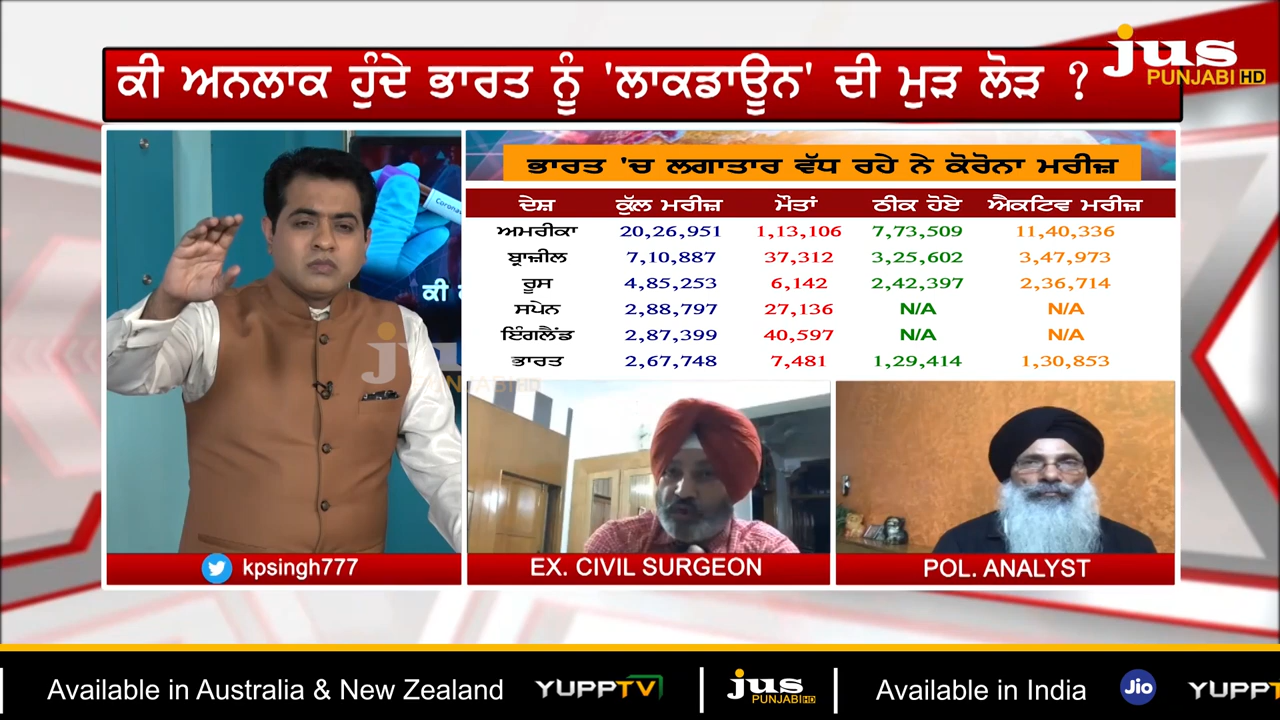 ਕੀ ਅਨਲਾਕ ਹੁੰਦੇ ਭਾਰਤ ਨੂੰ 'ਲਾਕਡਾਊਨ' ਦੀ ਮੁੜ ਲੋੜ ?
jus
PUNJABI HD
ਭਾਰਤ 'ਚ ਲਗਾਤਾਰ ਵੱਧ ਰਹੇ ਨੇ ਕੋਰੋਨਾ ਮਰੀਜ਼
ਦੇਸ਼ ਕੁੱਲ ਮਰੀਜ਼ ਮੌਤਾਂ ਠੀਕ ਹੋਏ ਐਕਟਿਵ ਮਰੀਜ਼
ਅਮਰੀਕਾ 20,26,951 1,13,106 7,73,509 11,40,336
ਬ੍ਰਾਜ਼ੀਲ 7,10,887 37,312 3,25,602 3,47,973
ਰੂਸ 4,85,253 6,142 2,42,397 2,36,714
ਸਪੇਨ 2,88,797 27,136 N/A N/A
ਇੰਗਲੈਂਡ 2,87,399 40,597 N/A N/A
ਭਾਰਤ 2,67,748 7,481 1,29,414 1,30,853
ਕੀ
jus
PUNJABI HD
kpsingh777
EX. CIVIL SURGEON
POL. ANALYST
Available in Australia & New Zealand YUPPTV jus PUNJABI HD Available in India Jio YUPPT